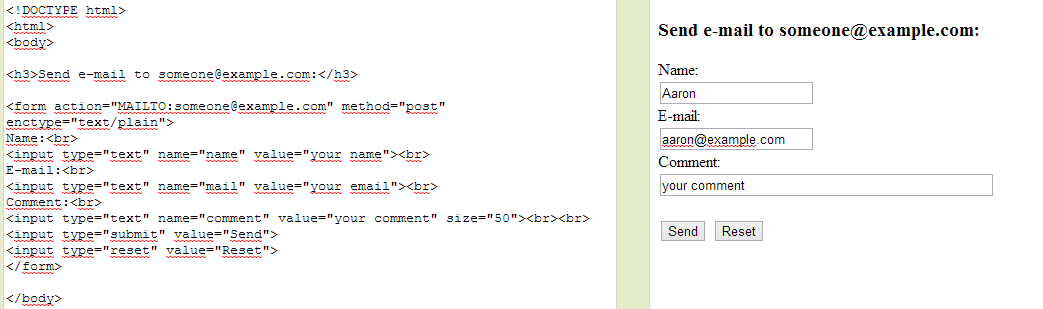 <!DOCTYPE html>
<html>
<body>
<h3>Send e-mail to someone@example.com:</h3>
<form action="MAILTO:someone@example.com" method="post"
enctype="text/plain">
Name:<br>
<input type="text" name="name" value="your name"><br>
E-mail:<br>
<input type="text" name="mail" value="your email"><br>
Comment:<br>
<input type="text" name="comment" value="your comment" size="50"><br><br>
<input type="submit" value="Send">
<input type="reset" value="Reset">
</form>
</body>
Send e-mail to someone@example.com:
Name:
Aaron
E-mail:
aaron@example.com
Comment:
your comment
Send Reset